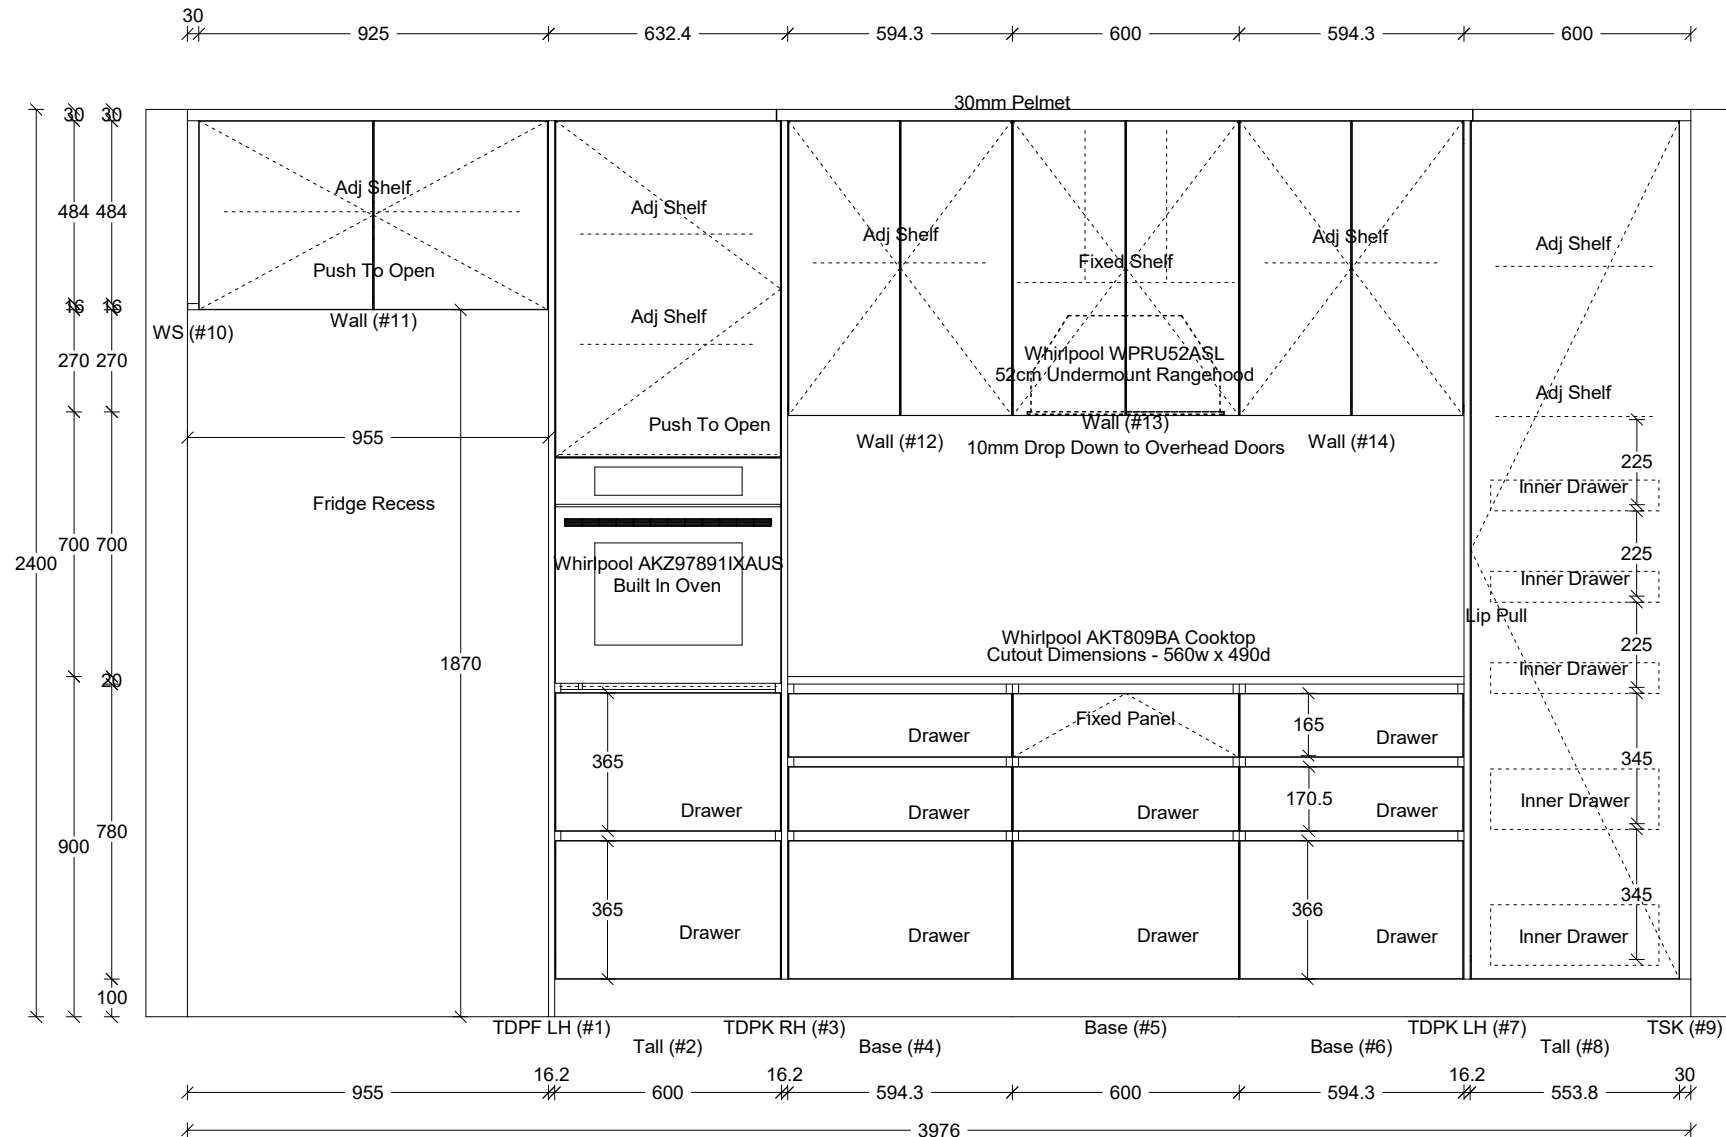 30
925
632.4
594.3
600
594.3
600
30mm Pelmet
30
30
484
484
16
16
270
270
700
700
2400
20
780
900
100
Adj Shelf
Push To Open
WS (#10)
Wall (#11)
955
Fridge Recess
1870
Adj Shelf
Adj Shelf
Push To Open
Whirlpool AKZ97891IXAUS
Built In Oven
Adj Shelf
Fixed Shelf
Adj Shelf
Whirlpool WPRU52ASL
52cm Undermount Rangehood
Wall (#12)
Wall (#13)
Wall (#14)
10mm Drop Down to Overhead Doors
Whirlpool AKT809BA Cooktop
Cutout Dimensions - 560w x 490d
Adj Shelf
Adj Shelf
225
Inner Drawer
225
Inner Drawer
Lip Pull
225
Inner Drawer
345
Inner Drawer
345
Inner Drawer
365
Drawer
365
Drawer
Drawer
Fixed Panel
165
Drawer
Drawer
Drawer
170.5
Drawer
Drawer
Drawer
366
Drawer
TDPF LH (#1)
TDPK RH (#3)
Base (#5)
TDPK LH (#7)
TSK (#9)
Tall (#2)
Base (#4)
Base (#6)
Tall (#8)
955
16.2
600
16.2
594.3
600
594.3
16.2
553.8
30
3976